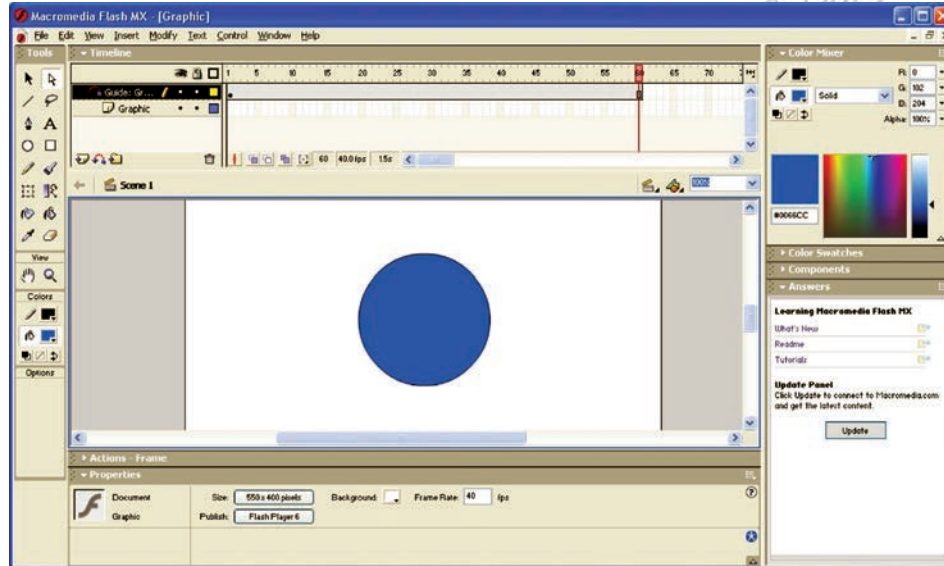 Macromedia Flash MX - [Graphic]
File Edit View Insert Modify Text Control Window Help
Tools
Timeline
1 5 10 15 20 25 30 35 40 45 50 55 60 65 70
Guide: Gr...
Graphic
60 40.0 fps 1.5s
Scene 1
100%
View
Colors
Options
Actions - Frame
Properties
Document
Size: 550 x 400 pixels Background: Frame Rate: 40 fps
Graphic
Publish: Flash Player 6
Color Mixer
R: 0
Solid
G: 102
204
Alpha: 100%
#0066CC
Color Swatches
Components
Answers
Learning Macromedia Flash MX
What's New
Readme
Tutorials
Update Panel
Click Update to connect to Macromedia.com
and get the latest content.
Update